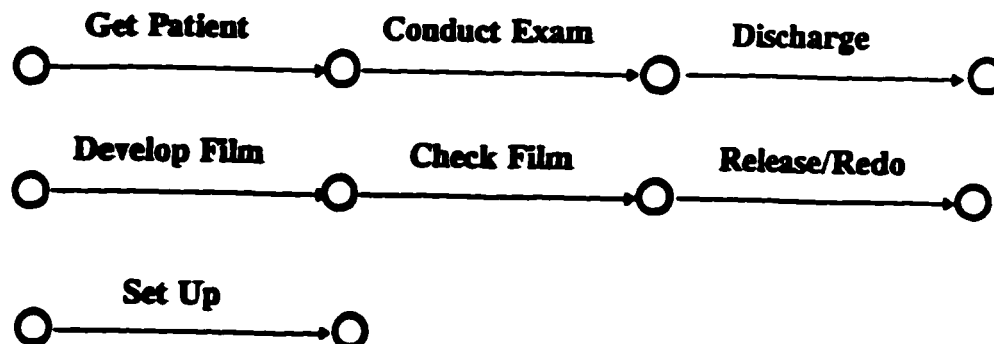 Get Patient Conduct Exam Discharge
Develop Film Check Film Release/Redo
Set Up